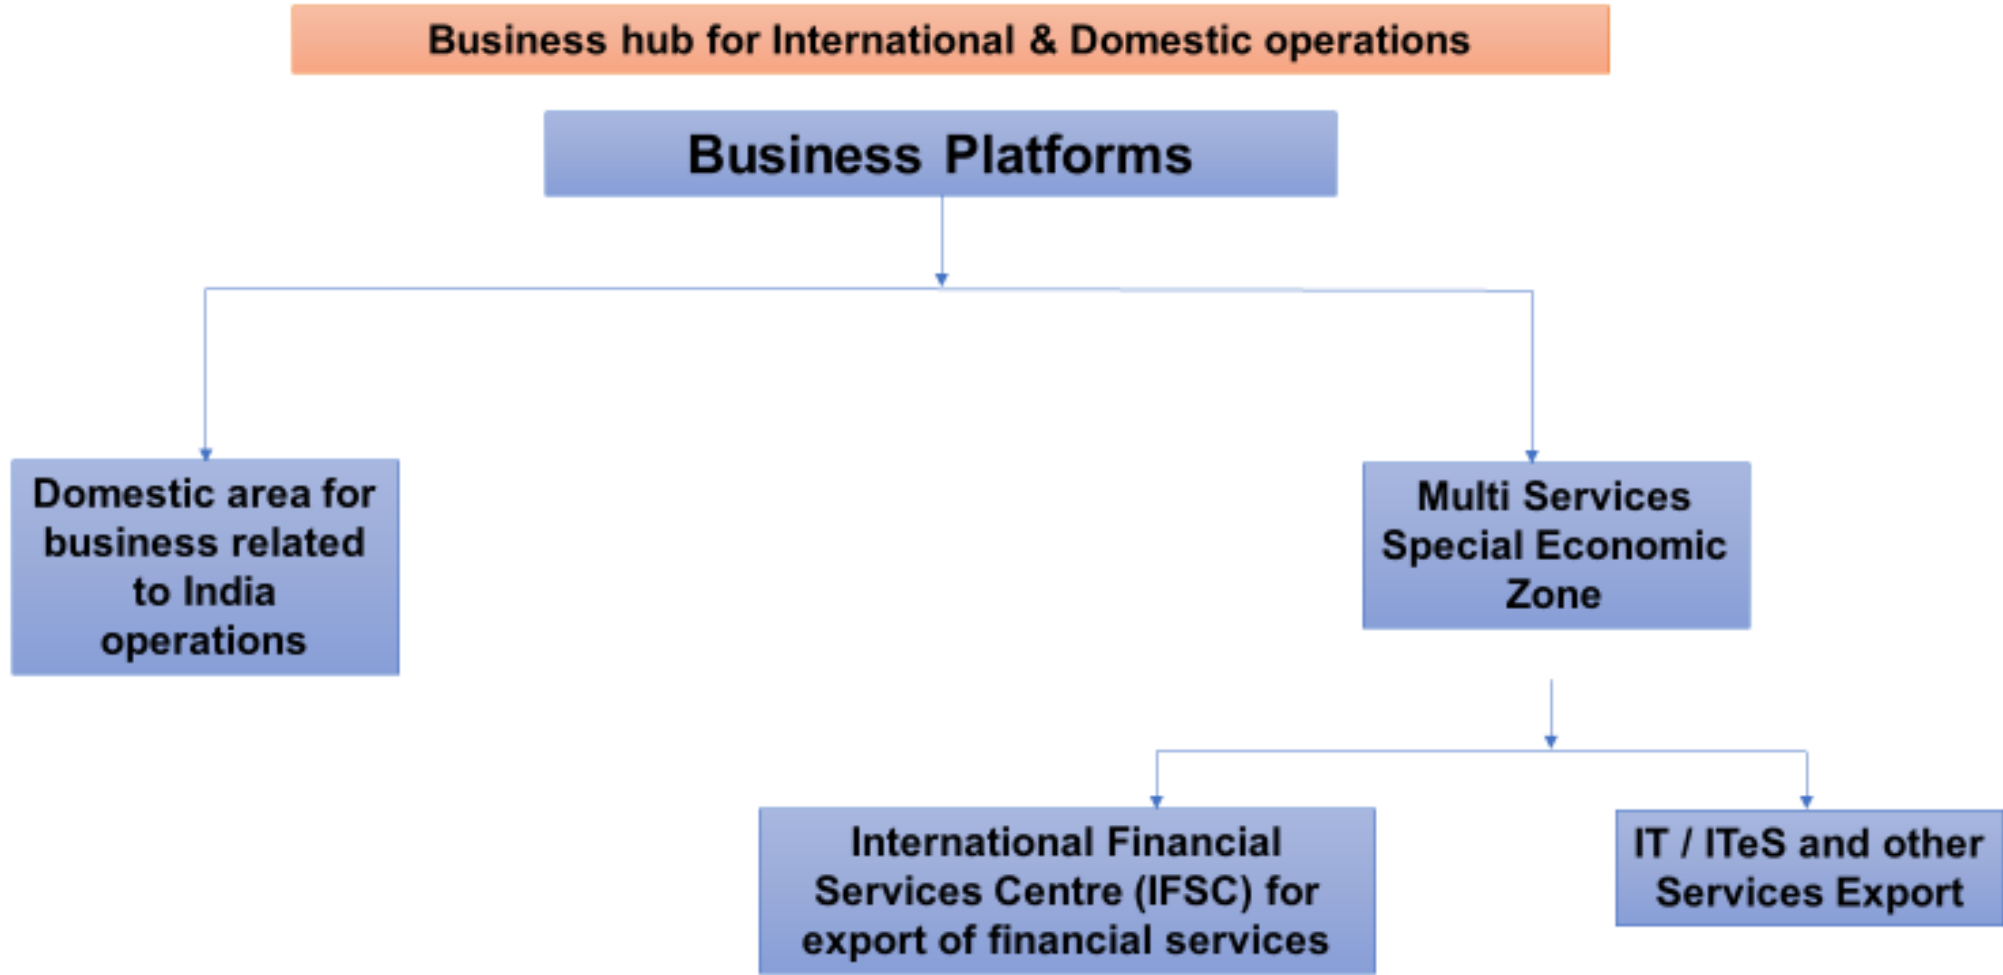 Business hub for International & Domestic operations
Business Platforms
Domestic area for
business related
to India
operations
Multi Services
Special Economic
Zone
International Financial
Services Centre (IFSC) for
export of financial services
IT / ITeS and other
Services Export